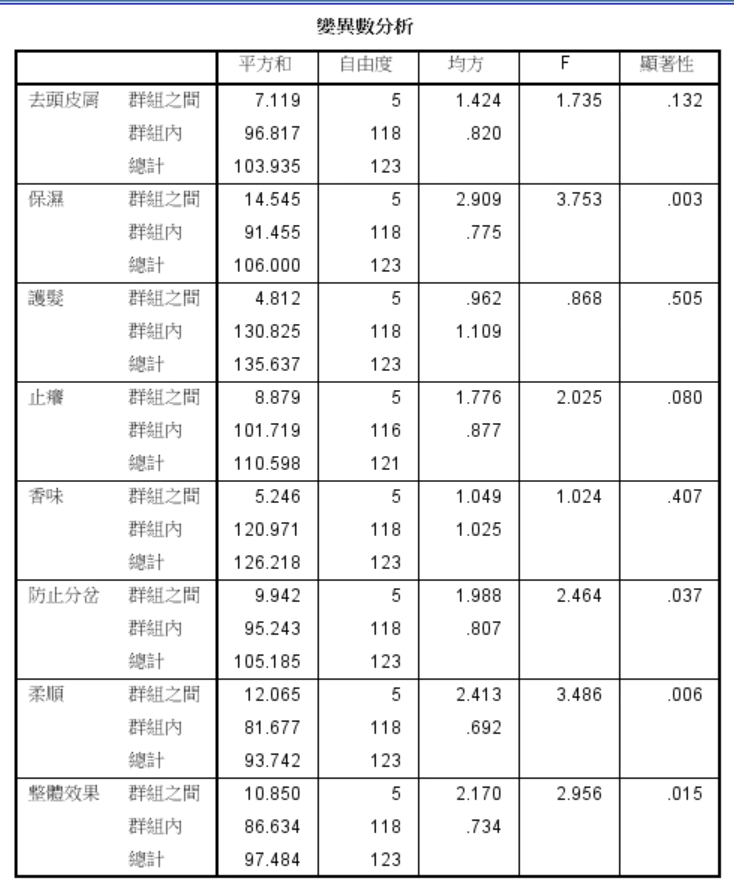 變異數分析
平方和 自由度 均方 F 顯著性
去頭皮屑 群組之間 7.119 5 1.424 1.735 .132
群組內 96.817 118 .820
總計 103.935 123
保濕 群組之間 14.545 5 2.909 3.753 .003
群組內 91.455 118 .775
總計 106.000 123
護髮 群組之間 4.812 5 .962 .868 .505
群組內 130.825 118 1.109
總計 135.637 123
止癢 群組之間 8.879 5 1.776 2.025 .080
群組內 101.719 116 .877
總計 110.598 121
香味 群組之間 5.246 5 1.049 1.024 .407
群組內 120.971 118 1.025
總計 126.218 123
防止分岔 群組之間 9.942 5 1.988 2.464 .037
群組內 95.243 118 .807
總計 105.185 123
柔順 群組之間 12.065 5 2.413 3.486 .006
群組內 81.677 118 .692
總計 93.742 123
整體效果 群組之間 10.850 5 2.170 2.956 .015
群組內 86.634 118 .734
總計 97.484 123